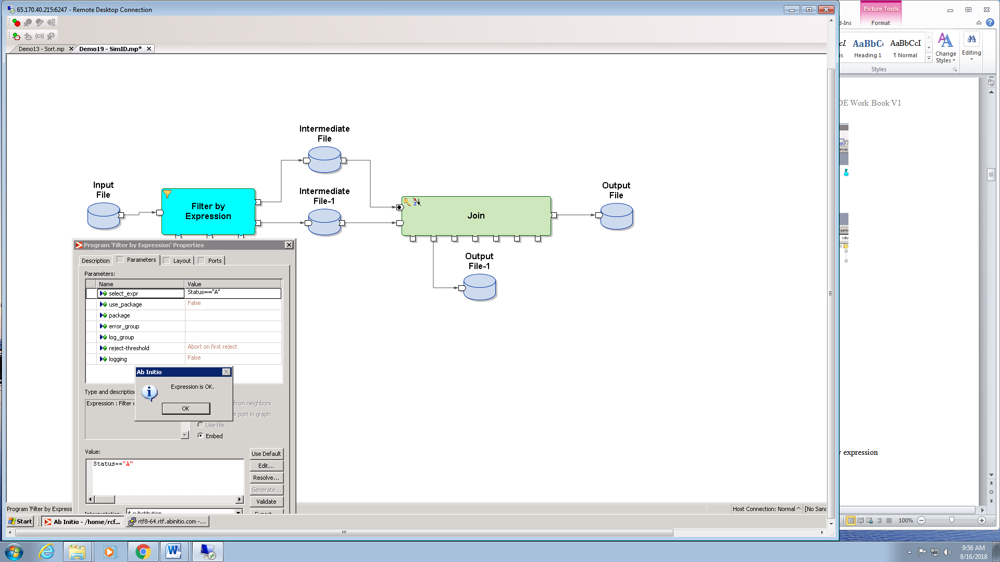 65.170.40.215:6247 - Remote Desktop Connection
Picture Tools
d-Ins
Format
AaBbC
AaBbCcI
Heading 1
¶ Normal
Change
Styles
Editing
Styles
Demo13 - Sort.mp
Demo19 - SimID.mp*
DE Work Book V1
Intermediate
File
Input
File
Intermediate
File-1
Output
File
Filter by
Expression
Join
Output
File-1
Program 'Filter by Expression' Properties
Description
Parameters
Layout
Ports
Parameters:
Name
Value
select_expr
Status=="A"
use_package
False
package
error_group
log_group
reject-threshold
Abort on first reject
logging
False
Ab Initio
Expression is OK.
OK
Type and description
Expression : Filter e
from neighbors
er port in graph
Use file
Embed
Value:
Status=="A"
Use Default
Edit...
Resolve...
Generate...
Validate
y expression
Program 'Filter by Express
Host Connection: Normal ^
[No Sand
Start
Ab Initio - /home/rcf...
rtf8-64.rtf.abinitio.com -...
100%
9:56 AM
8/16/2018